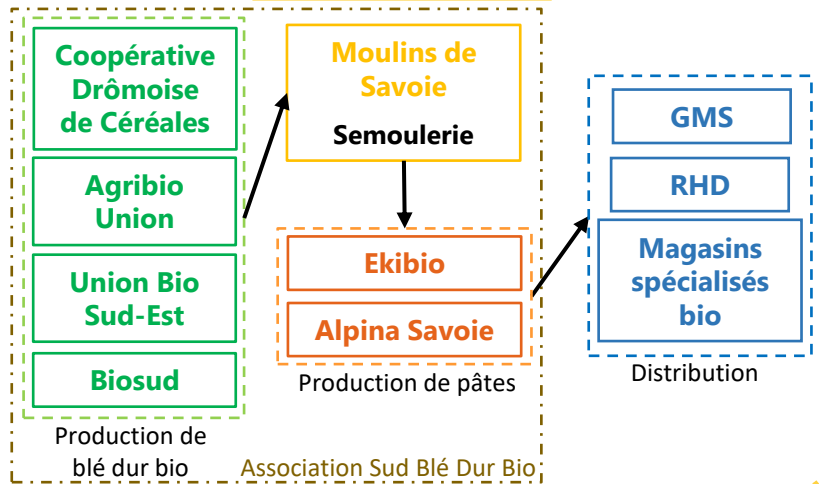 Coopérative
Drômoise
de Céréales
Agribio
Union
Union Bio
Sud-Est
Biosud
Production de
blé dur bio
Moulins de
Savoie
Semoulerie
Ekibio
Alpina Savoie
Production de pâtes
Association Sud Blé Dur Bio
GMS
RHD
Magasins
spécialisés
bio
Distribution